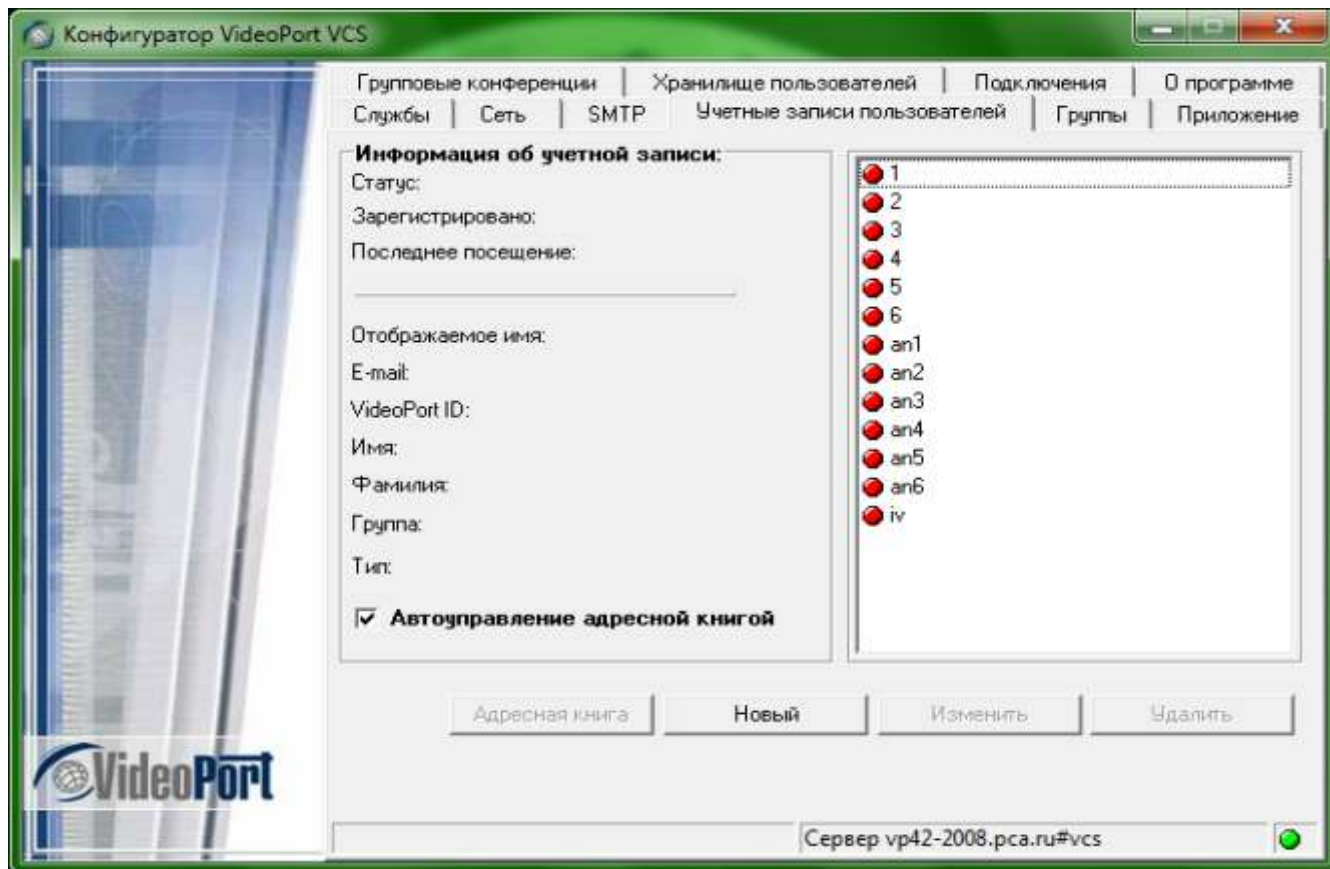 Конфигуратор VideoPort VCS
Групповые конференции
Хранилище пользователей
Подключения
О программе
Службы
Сеть
SMTP
Учетные записи пользователей
Группы
Приложение
Информация об учетной записи:
Статус:
Зарегистрировано:
Последнее посещение:
Отображаемое имя:
E-mail:
VideoPort ID:
Имя:
Фамилия:
Группа:
Тип:
Автоуправление адресной книгой
1
2
3
4
5
6
an1
an2
an3
an4
an5
an6
iv
Адресная книга
Новый
Изменить
Удалить
VideoPort
Сервер vp42-2008.pca.ru#vcs